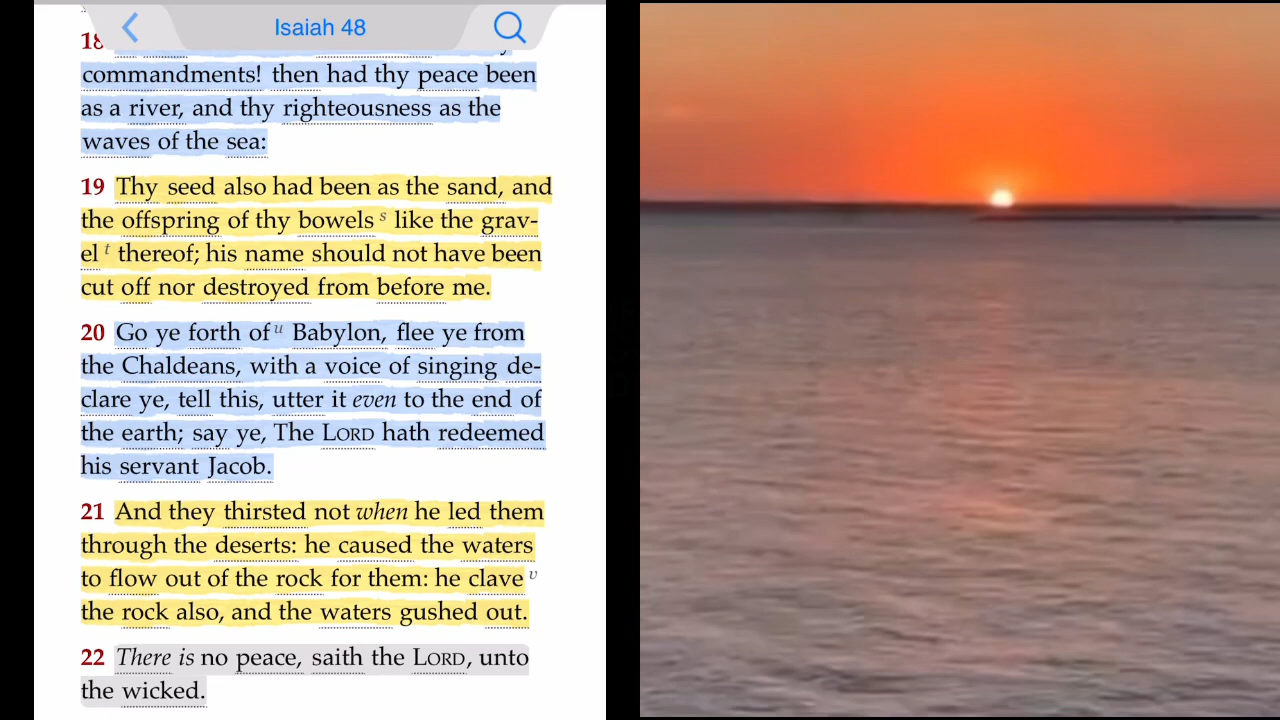 Isaiah 48
18
commandments! then had thy peace been
as a river, and thy righteousness as the
waves of the sea:
19 Thy seed also had been as the sand, and
the offspring of thy bowels s like the grav-
el t thereof; his name should not have been
cut off nor destroyed from before me.
20 Go ye forth of u Babylon, flee ye from
the Chaldeans, with a voice of singing de-
clare ye, tell this, utter it even to the end of
the earth; say ye, The LORD hath redeemed
his servant Jacob.
21 And they thirsted not when he led them
through the deserts: he caused the waters
to flow out of the rock for them: he clave v
the rock also, and the waters gushed out.
22 There is no peace, saith the LORD, unto
the wicked.